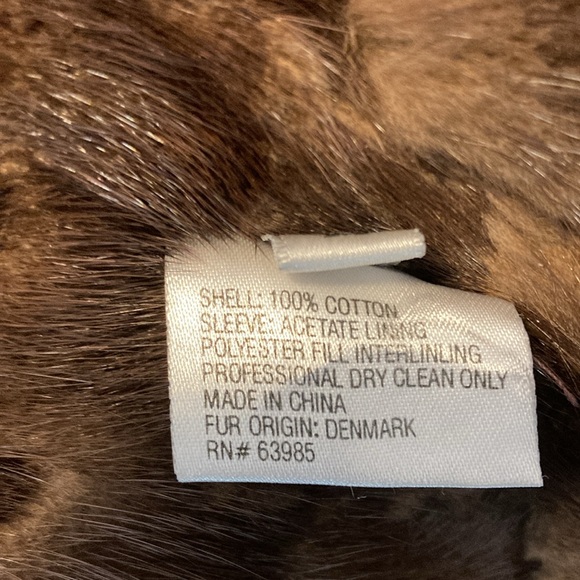 SHELL: 100% COTTON
SLEEVE: ACETATE LINING
POLYESTER FILL INTERLINLING
PROFESSIONAL DRY CLEAN ONLY
MADE IN CHINA
FUR ORIGIN: DENMARK
RN# 63985